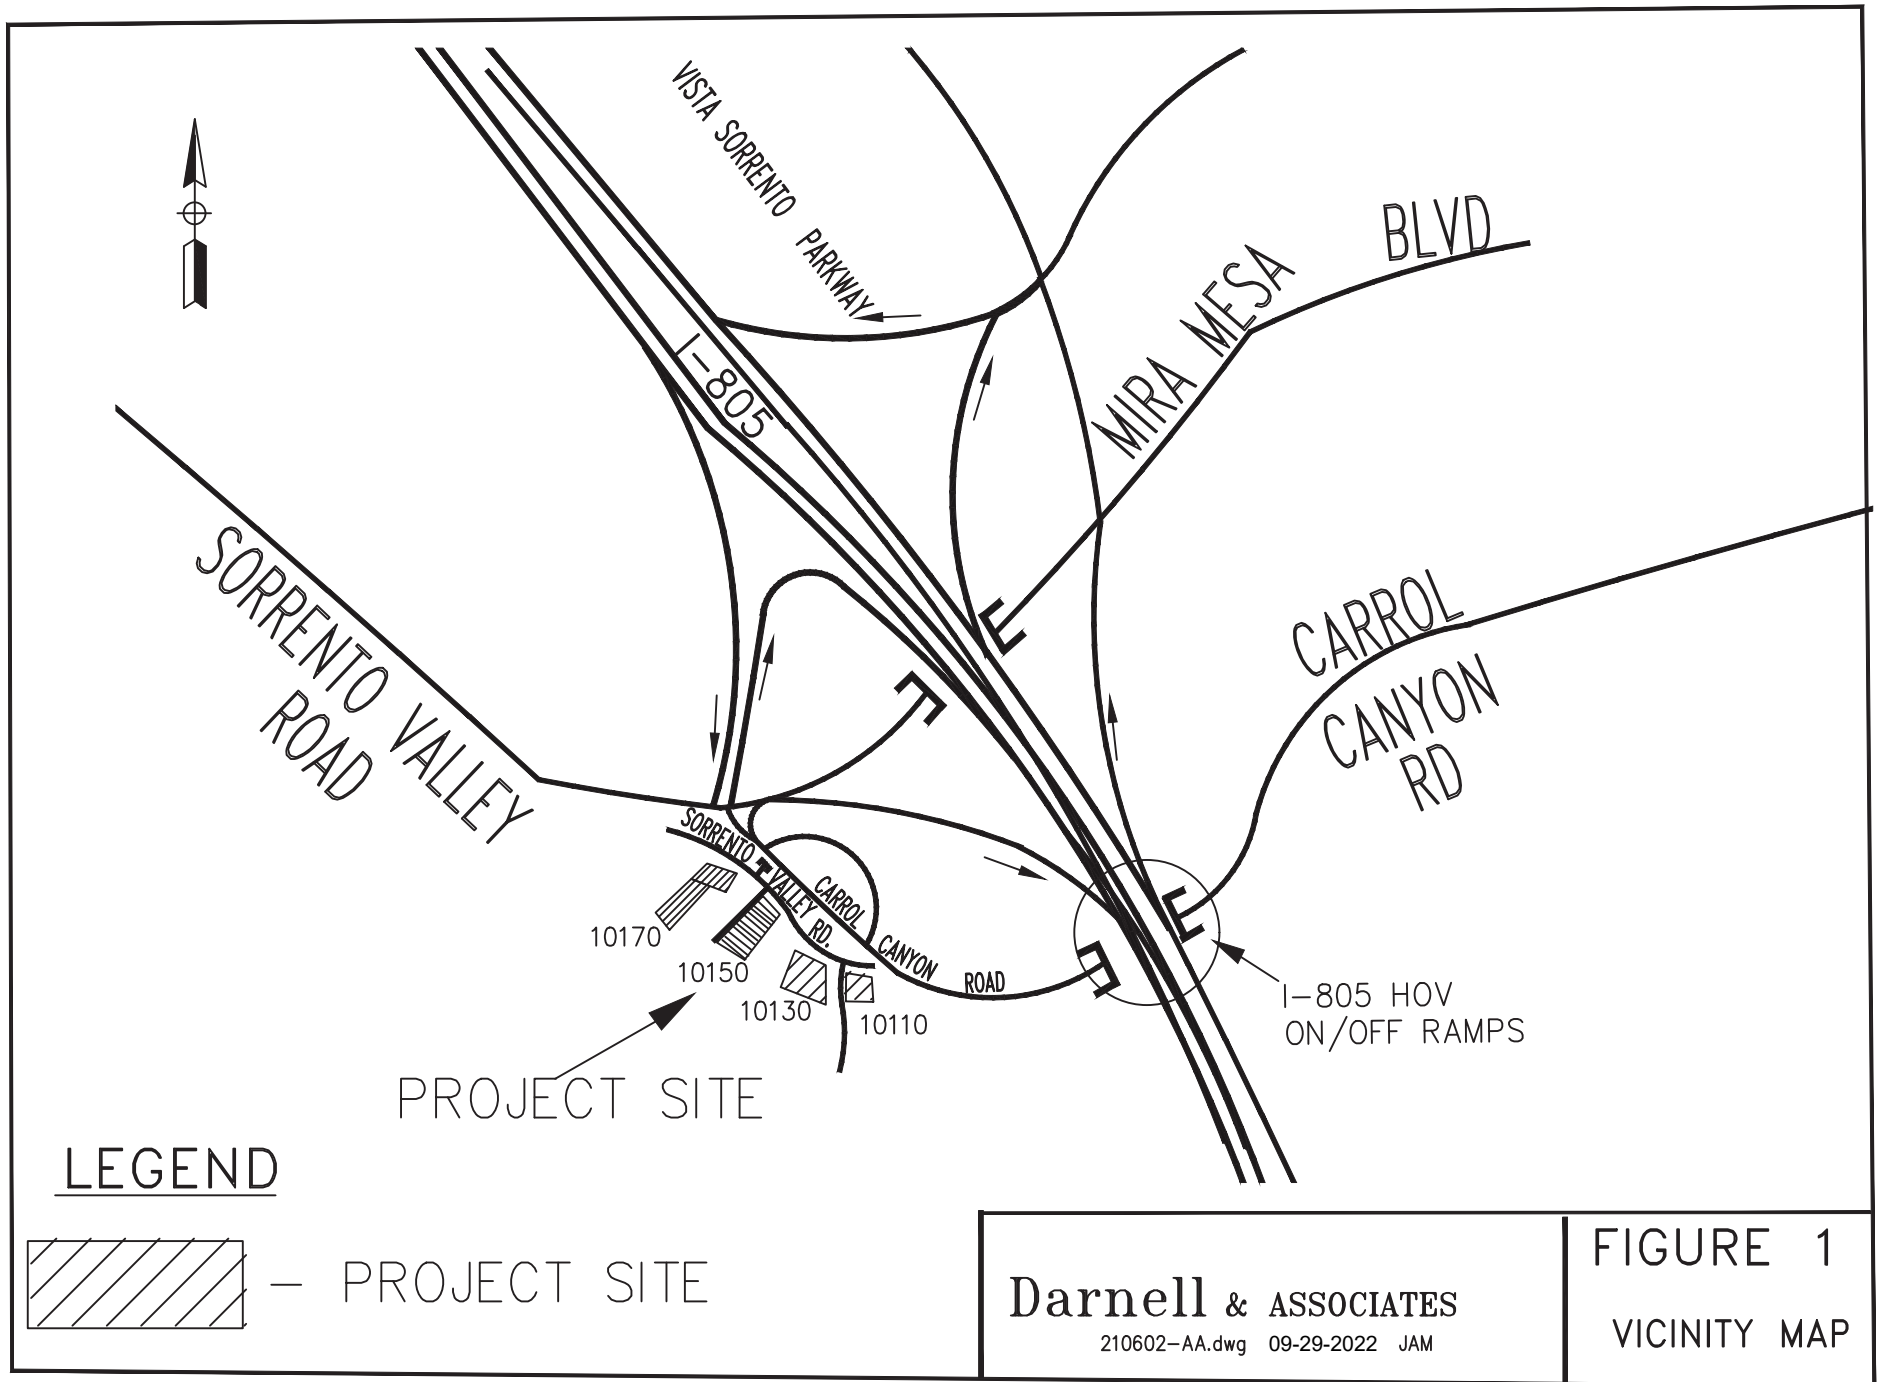 VISTA SORRENTO PARKWAY
BLVD
MIRA MESA
I-805
SORRENTO VALLEY
ROAD
CARROL
CANYON
RD
SORRENTO
VALLEY
RD.
CARROL
CANYON
ROAD
10170
10150
10130
10110
I-805 HOV
ON/OFF RAMPS
PROJECT SITE
LEGEND
- PROJECT SITE
Darnell & ASSOCIATES
210602-AA.dwg 09-29-2022 JAM
FIGURE 1
VICINITY MAP